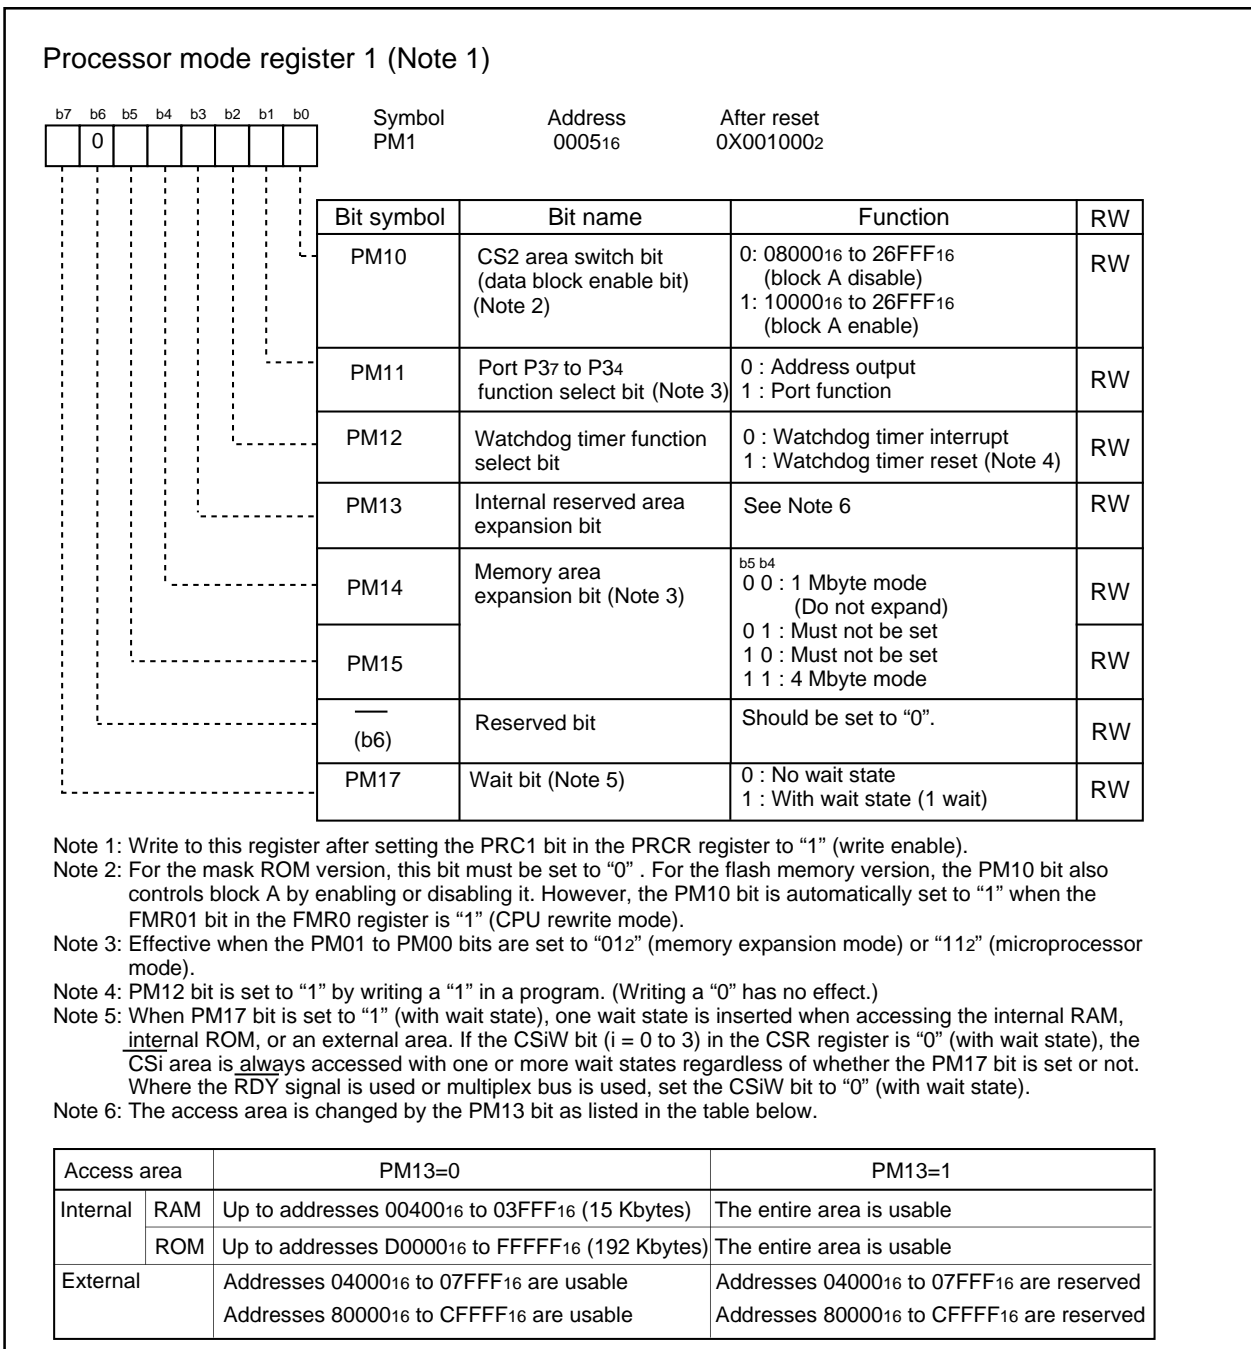 Processor mode register 1 (Note 1)
b7 b6 b5 b4 b3 b2 b1 b0
Symbol Address After reset
0
PM1 000516 0X0010002
Bit symbol Bit name Function RW
PM10 CS2 area switch bit 0: 0800016 to 26FFF16 RW
(data block enable bit) (block A disable)
(Note 2) 1: 1000016 to 26FFF16
(block A enable)
PM11 Port P37 to P34 0 : Address output RW
function select bit (Note 3) 1 : Port function
PM12 Watchdog timer function 0 : Watchdog timer interrupt RW
select bit 1 : Watchdog timer reset (Note 4)
PM13 Internal reserved area See Note 6 RW
expansion bit
b5 b4
PM14 Memory area 0 0 : 1 Mbyte mode RW
expansion bit (Note 3) (Do not expand)
0 1 : Must not be set
PM15 1 0 : Must not be set RW
1 1 : 4 Mbyte mode
(b6) Reserved bit Should be set to “0”. RW
PM17 Wait bit (Note 5) 0 : No wait state RW
1 : With wait state (1 wait)
Note 1: Write to this register after setting the PRC1 bit in the PRCR register to “1” (write enable).
Note 2: For the mask ROM version, this bit must be set to “0” . For the flash memory version, the PM10 bit also
controls block A by enabling or disabling it. However, the PM10 bit is automatically set to “1” when the
FMR01 bit in the FMR0 register is “1” (CPU rewrite mode).
Note 3: Effective when the PM01 to PM00 bits are set to “012” (memory expansion mode) or “112” (microprocessor
mode).
Note 4: PM12 bit is set to “1” by writing a “1” in a program. (Writing a “0” has no effect.)
Note 5: When PM17 bit is set to “1” (with wait state), one wait state is inserted when accessing the internal RAM,
internal ROM, or an external area. If the CSiW bit (i = 0 to 3) in the CSR register is “0” (with wait state), the
CSi area is always accessed with one or more wait states regardless of whether the PM17 bit is set or not.
Where the RDY signal is used or multiplex bus is used, set the CSiW bit to “0” (with wait state).
Note 6: The access area is changed by the PM13 bit as listed in the table below.
Access area PM13=0 PM13=1
Internal RAM Up to addresses 0040016 to 03FFF16 (15 Kbytes) The entire area is usable
ROM Up to addresses D000016 to FFFFF16 (192 Kbytes) The entire area is usable
External Addresses 0400016 to 07FFF16 are usable Addresses 0400016 to 07FFF16 are reserved
Addresses 8000016 to CFFFF16 are usable Addresses 8000016 to CFFFF16 are reserved